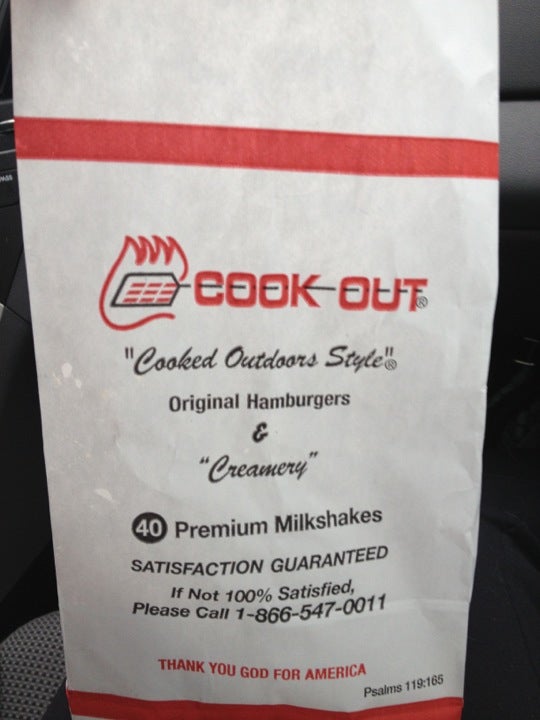 COOK OUT®
"Cooked Outdoors Style"®
Original Hamburgers
&
"Creamery"
40 Premium Milkshakes
SATISFACTION GUARANTEED
If Not 100% Satisfied,
Please Call 1-866-547-0011
THANK YOU GOD FOR AMERICA
Psalms 119:165